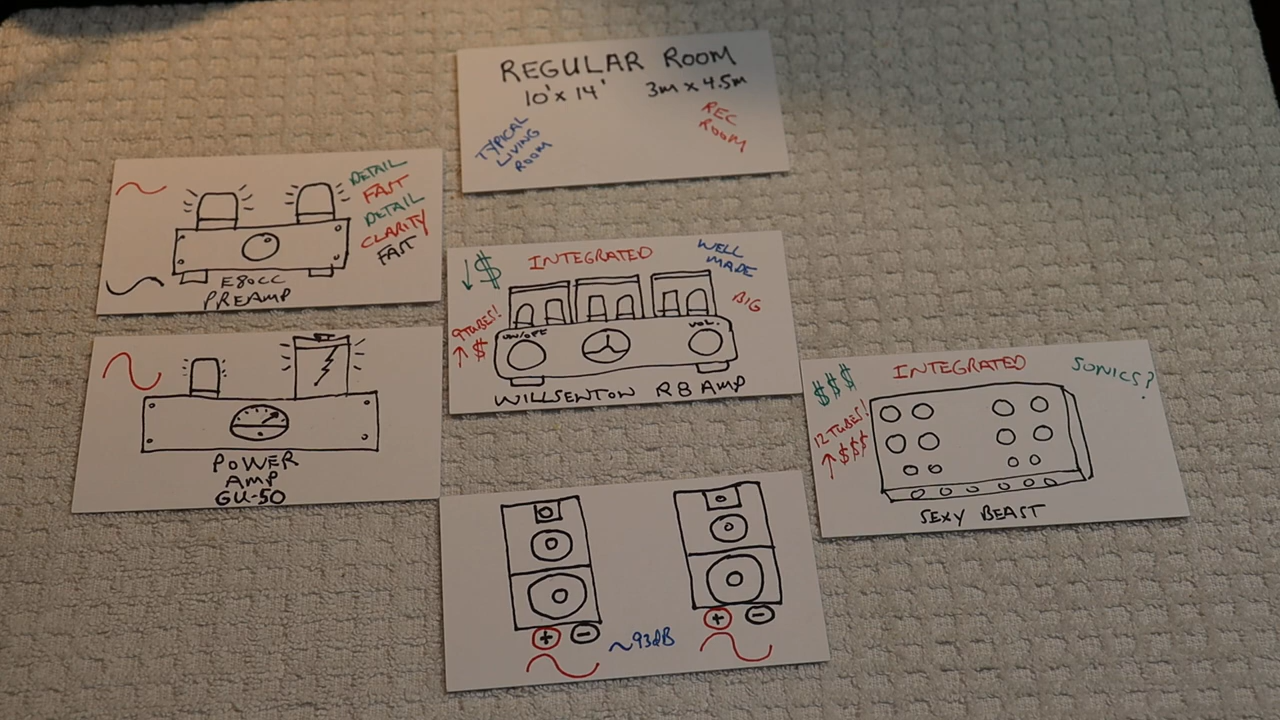 REGULAR ROOM
10' x 14' 3m x 4.5m
TYPICAL
LIVING
ROOM
REC
ROOM
DETAIL
FAST
DETAIL
CLARITY
FAST
E80CC
PREAMP
↓$
INTEGRATED
WELL
MADE
BIG
9 TUBES!
↑ $
ON/OFF
VOL.
WILLSENTON R8 AMP
POWER
AMP
GU-50
$$$
INTEGRATED
SONICS?
12 TUBES!
↑$$$
SEXY BEAST
+ − ~93dB + −